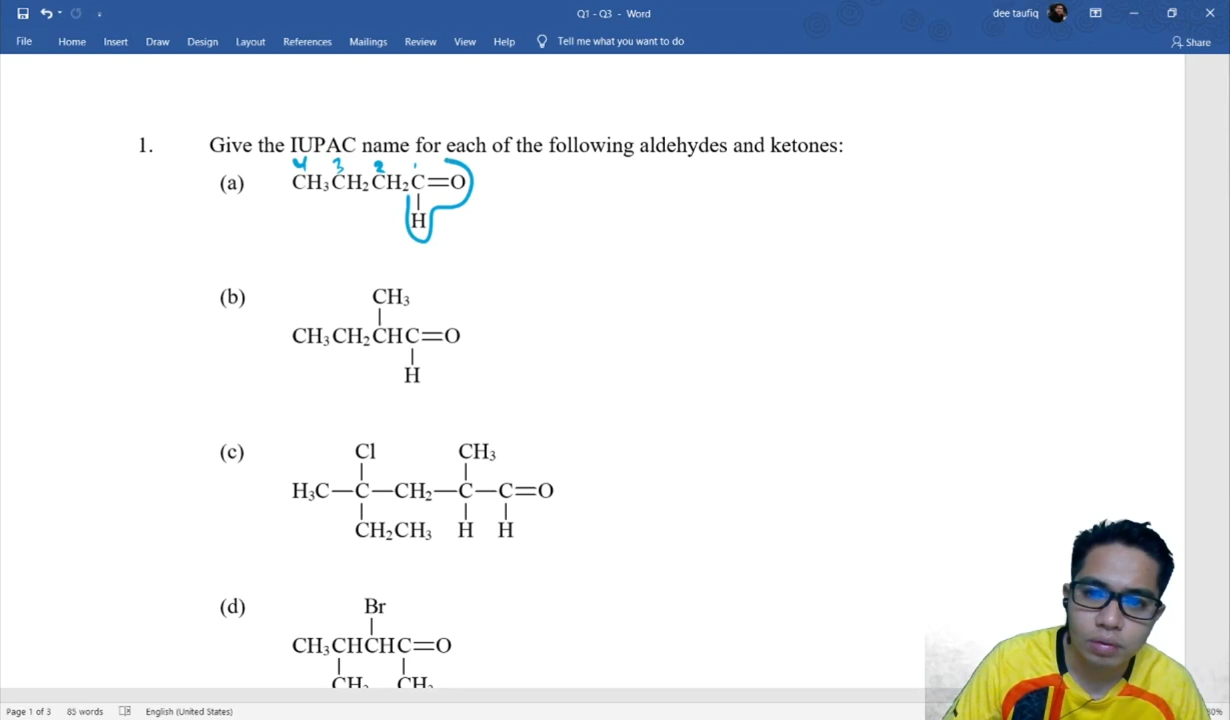 Q1 - Q3 - Word
dee taufiq
File Home Insert Draw Design Layout References Mailings Review View Help Tell me what you want to do
Share
1. Give the IUPAC name for each of the following aldehydes and ketones:
4 3 2 1
(a) CH₃CH₂CH₂C=O
H
(b) CH₃
CH₃CH₂CHC=O
H
(c) Cl CH₃
H₃C—C—CH₂—C—C=O
CH₂CH₃ H H
(d) Br
CH₃CHCHC=O
CH₃ CH₃
Page 1 of 3 85 words English (United States)